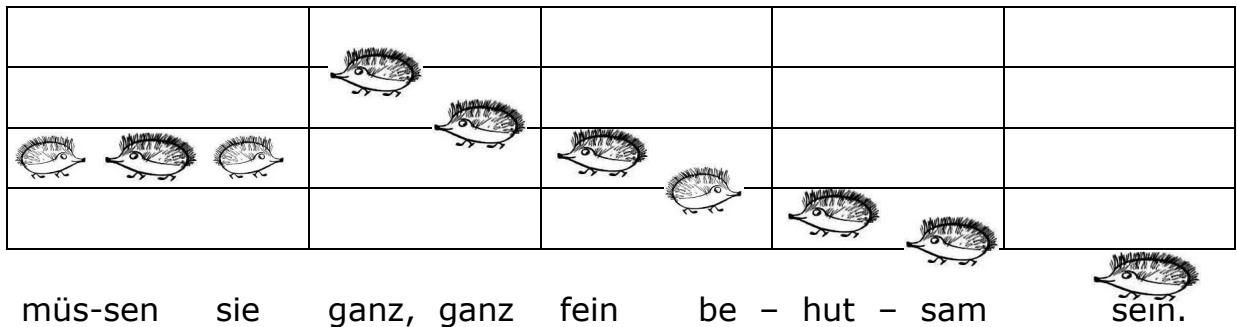 müs-sen sie ganz, ganz fein be – hut – sam sein.